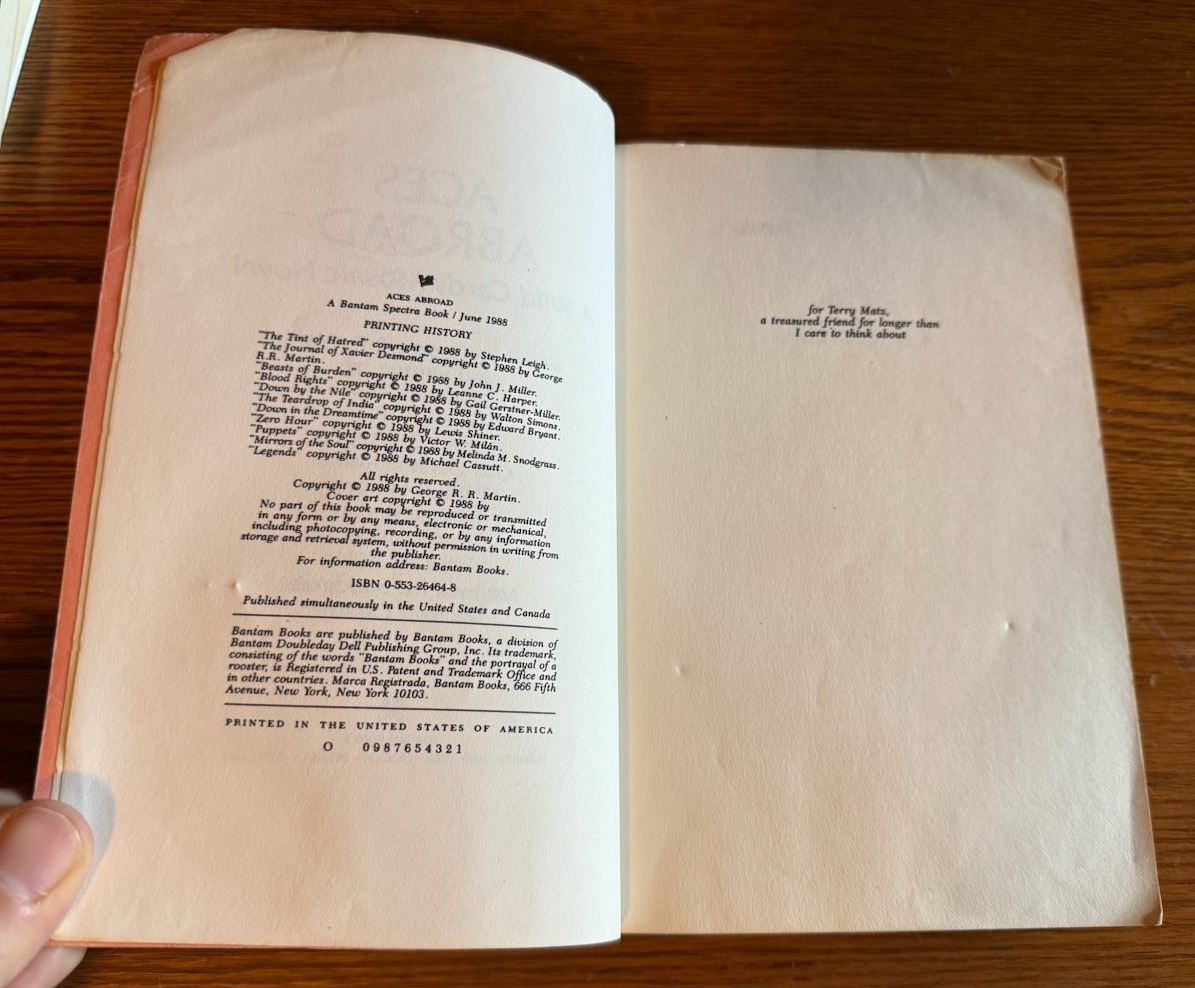 ACES ABROAD
A Bantam Spectra Book / June 1988
PRINTING HISTORY
"The Tint of Hatred" copyright © 1988 by Stephen Leigh.
"The Journal of Xavier Desmond" copyright © 1988 by George
R.R. Martin.
"Beasts of Burden" copyright © 1988 by John J. Miller.
"Blood Rights" copyright © 1988 by Leanne C. Harper.
"Down by the Nile" copyright © 1988 by Gail Gerstner-Miller.
"The Teardrop of India" copyright © 1988 by Walton Simons.
"Down in the Dreamtime" copyright © 1988 by Edward Bryant.
"Zero Hour" copyright © 1988 by Lewis Shiner.
"Puppets" copyright © 1988 by Victor W. Milán.
"Mirrors of the Soul" copyright © 1988 by Melinda M. Snodgrass.
"Legends" copyright © 1988 by Michael Cassutt.
All rights reserved.
Copyright © 1988 by George R. R. Martin.
Cover art copyright © 1988 by
No part of this book may be reproduced or transmitted
in any form or by any means, electronic or mechanical,
including photocopying, recording, or by any information
storage and retrieval system, without permission in writing from
the publisher.
For information address: Bantam Books.
ISBN 0-553-26464-8
Published simultaneously in the United States and Canada
Bantam Books are published by Bantam Books, a division of
Bantam Doubleday Dell Publishing Group, Inc. Its trademark,
consisting of the words "Bantam Books" and the portrayal of a
rooster, is Registered in U.S. Patent and Trademark Office and
in other countries. Marca Registrada, Bantam Books, 666 Fifth
Avenue, New York, New York 10103.
PRINTED IN THE UNITED STATES OF AMERICA
O 0987654321
for Terry Matz,
a treasured friend for longer than
I care to think about